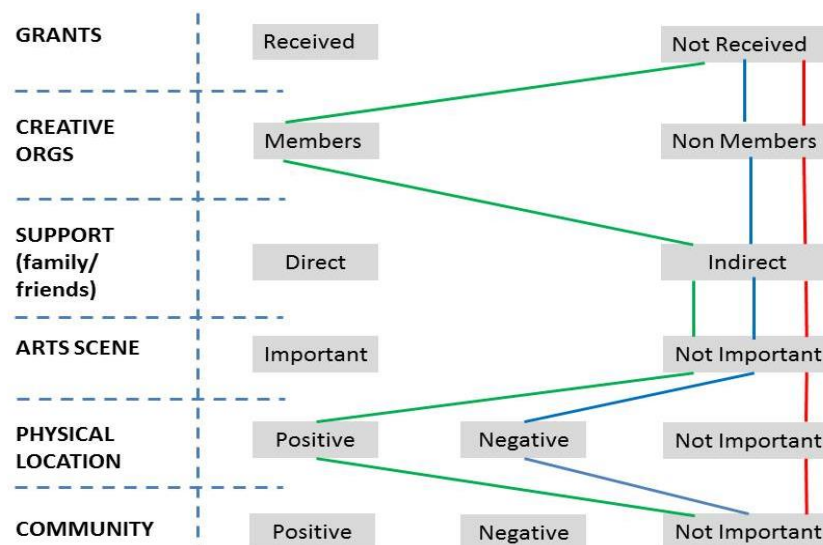 GRANTS
Received
Not Received
CREATIVE
ORGS
Members
Non Members
SUPPORT
(family/
friends)
Direct
Indirect
ARTS SCENE
Important
Not Important
PHYSICAL
LOCATION
Positive
Negative
Not Important
COMMUNITY
Positive
Negative
Not Important